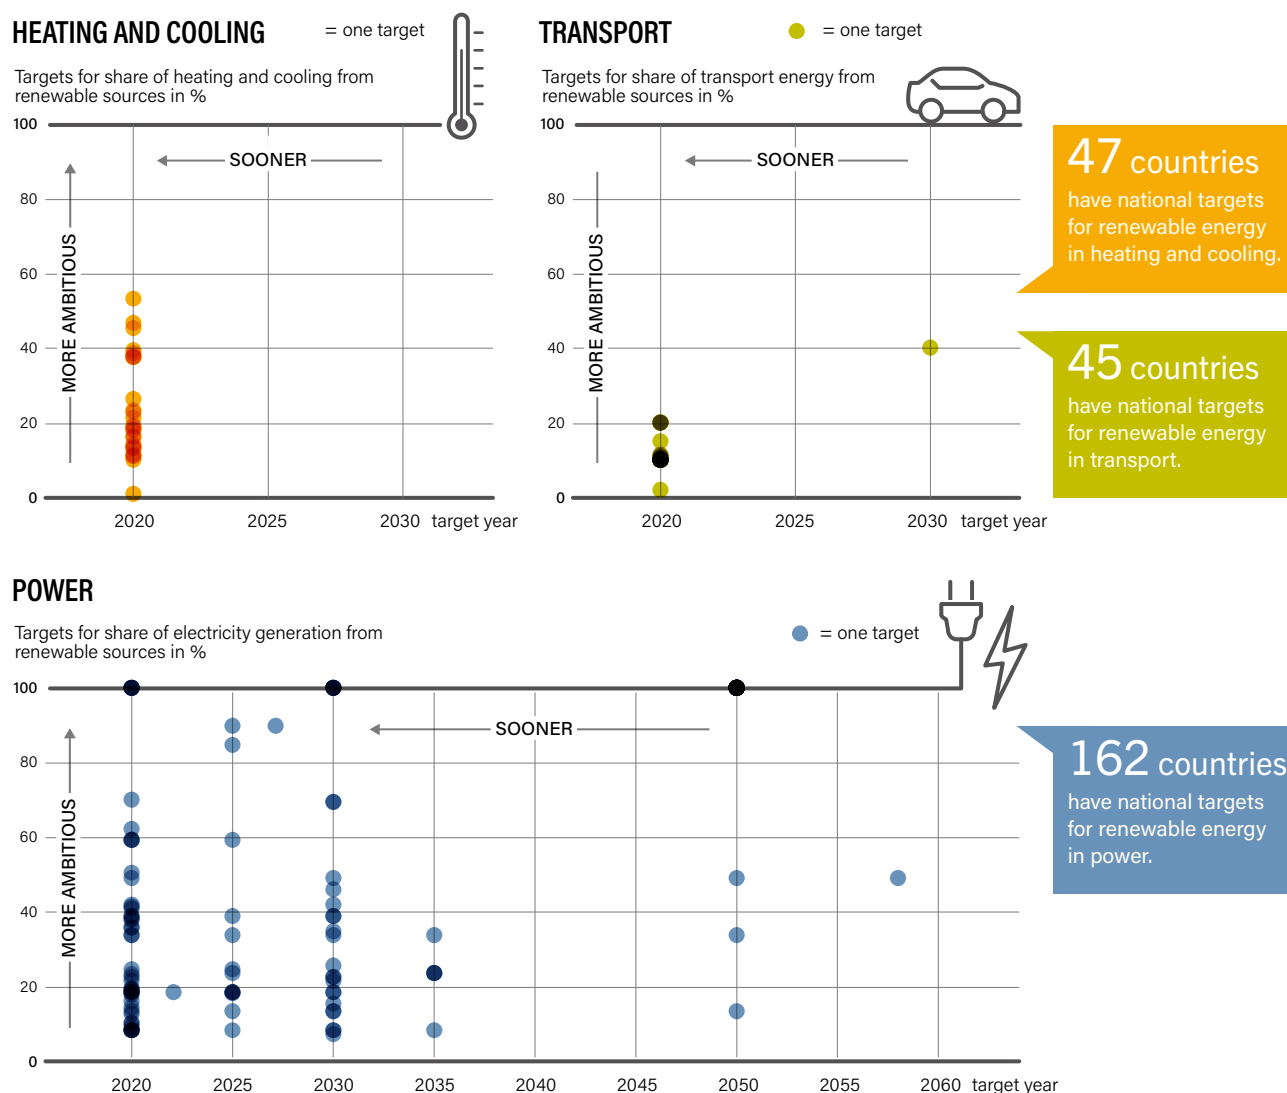 HEATING AND COOLING
= one target
Targets for share of heating and cooling from
renewable sources in %
100
80
60
40
20
0
MORE AMBITIOUS
SOONER
2020
2025
2030
target year
TRANSPORT
= one target
Targets for share of transport energy from
renewable sources in %
100
80
60
40
20
0
MORE AMBITIOUS
SOONER
2020
2025
2030
target year
47 countries
have national targets
for renewable energy
in heating and cooling.
45 countries
have national targets
for renewable energy
in transport.
POWER
Targets for share of electricity generation from
renewable sources in %
= one target
100
80
60
40
20
0
MORE AMBITIOUS
SOONER
2020
2025
2030
2035
2040
2045
2050
2055
2060
target year
162 countries
have national targets
for renewable energy
in power.